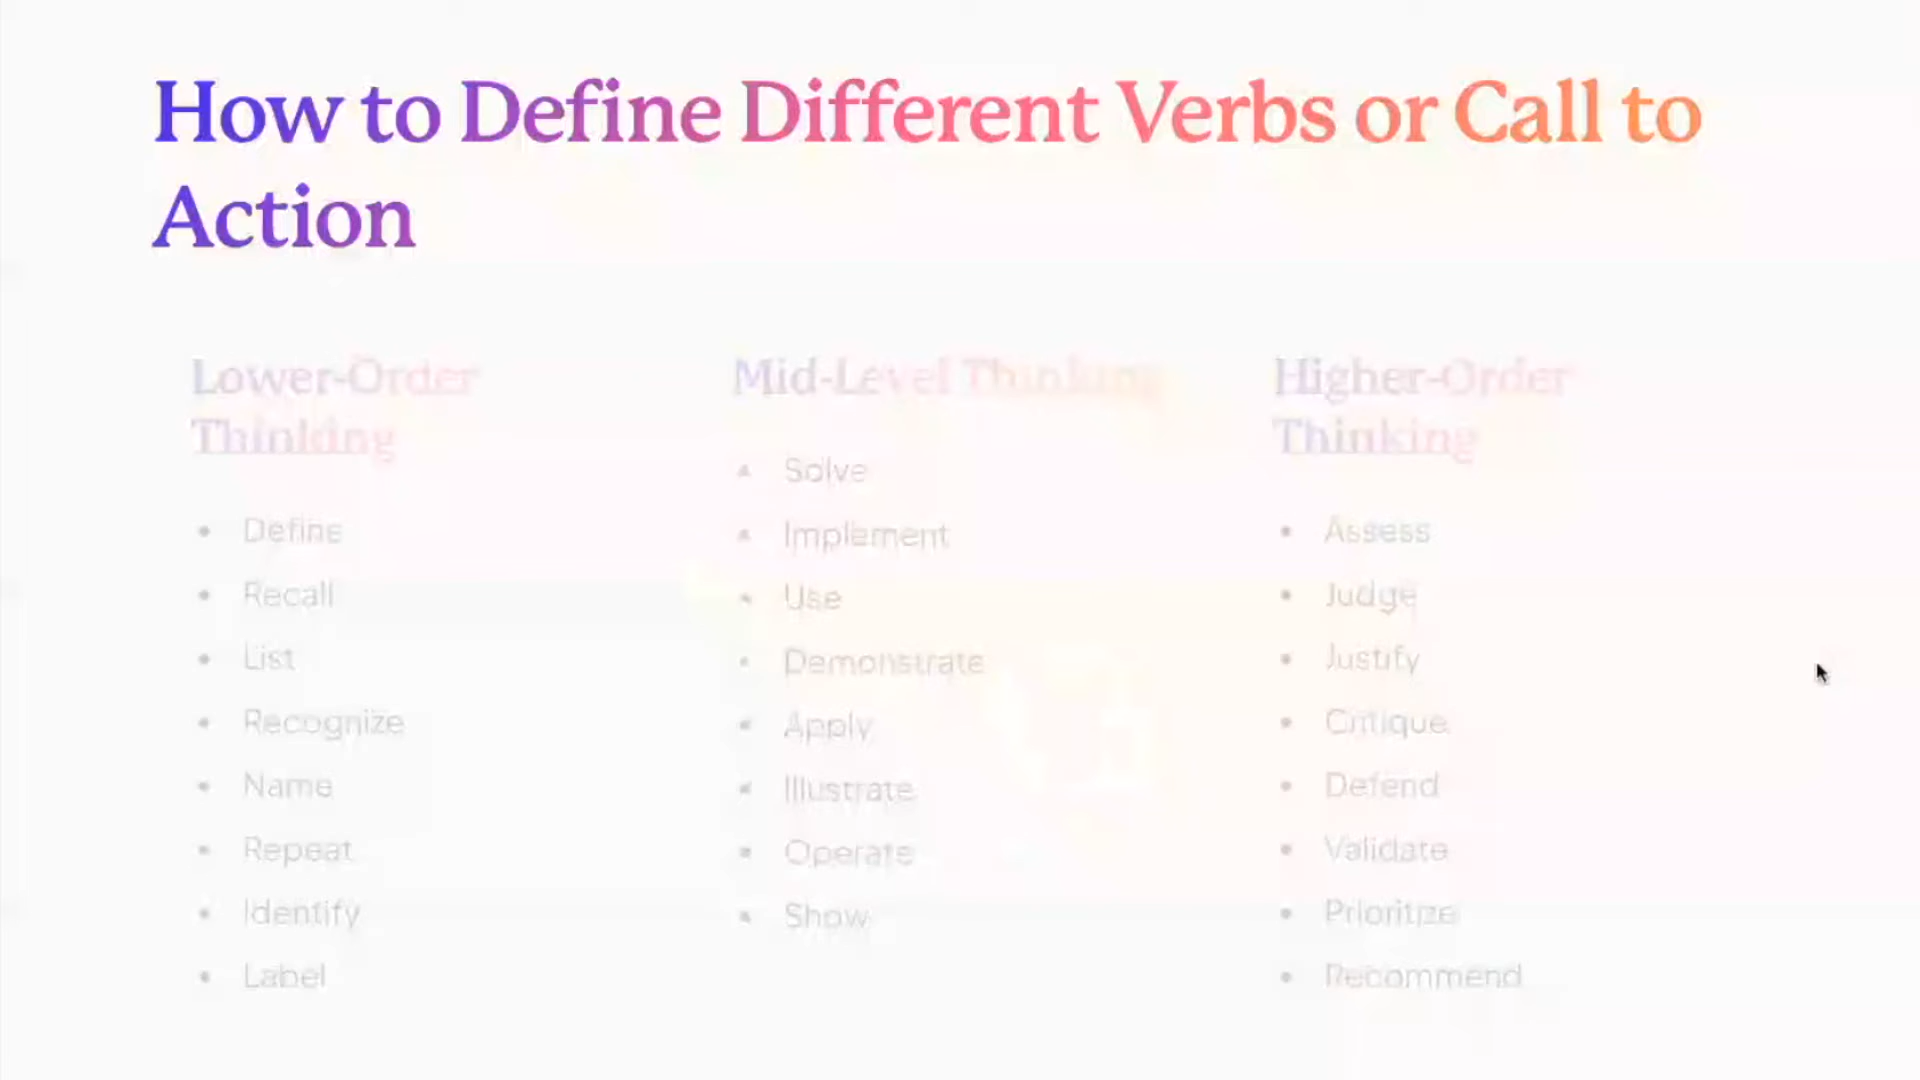 How to Define Different Verbs or Call to
Action
Lower-Order
Thinking
Define
Recall
List
Recognize
Name
Repeat
Identify
Label
Mid-Level Thinking
Solve
Implement
Use
Demonstrate
Apply
Illustrate
Operate
Show
Higher-Order
Thinking
Assess
Judge
Justify
Critique
Defend
Validate
Prioritize
Recommend